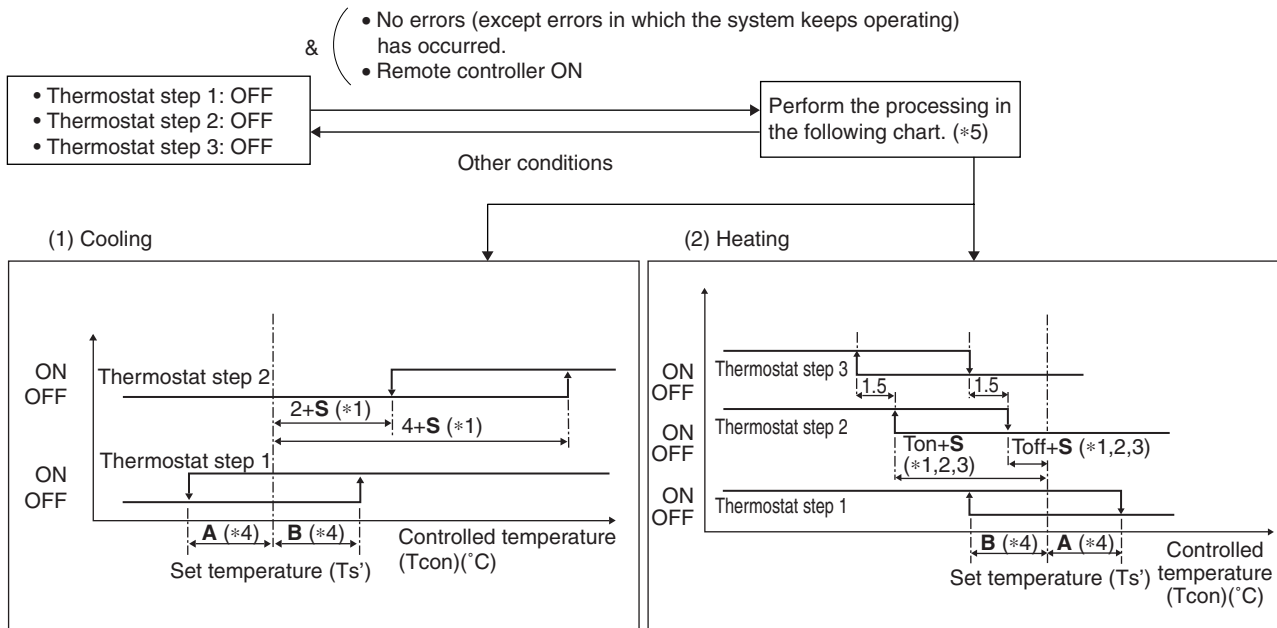 &
• No errors (except errors in which the system keeps operating)
has occurred.
• Remote controller ON
• Thermostat step 1: OFF
• Thermostat step 2: OFF
• Thermostat step 3: OFF
Perform the processing in
the following chart. (*5)
Other conditions
(1) Cooling
ON
OFF
Thermostat step 2
2+S (*1)
4+S (*1)
ON
OFF
Thermostat step 1
A (*4)
B (*4)
Controlled temperature
(Tcon)(˚C)
Set temperature (Ts')
(2) Heating
ON
OFF
Thermostat step 3
1.5
1.5
ON
OFF
Thermostat step 2
Ton+S
(*1,2,3)
Toff+S (*1,2,3)
ON
OFF
Thermostat step 1
B (*4)
A (*4)
Set temperature (Ts')
Controlled
temperature
(Tcon)(˚C)